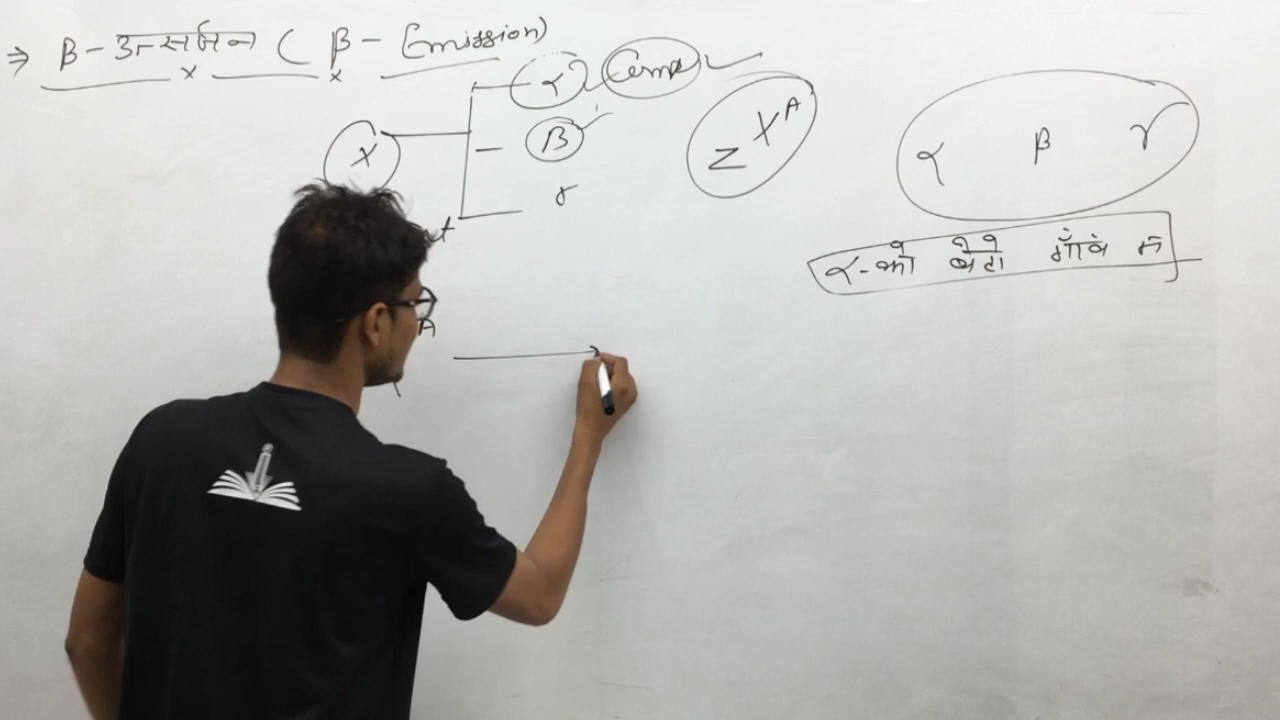 ⇒ β - उत्सर्जन ( β - Emission)
α
β
γ
X
Z X A
α β γ
α-को बेटा गाँव में
A